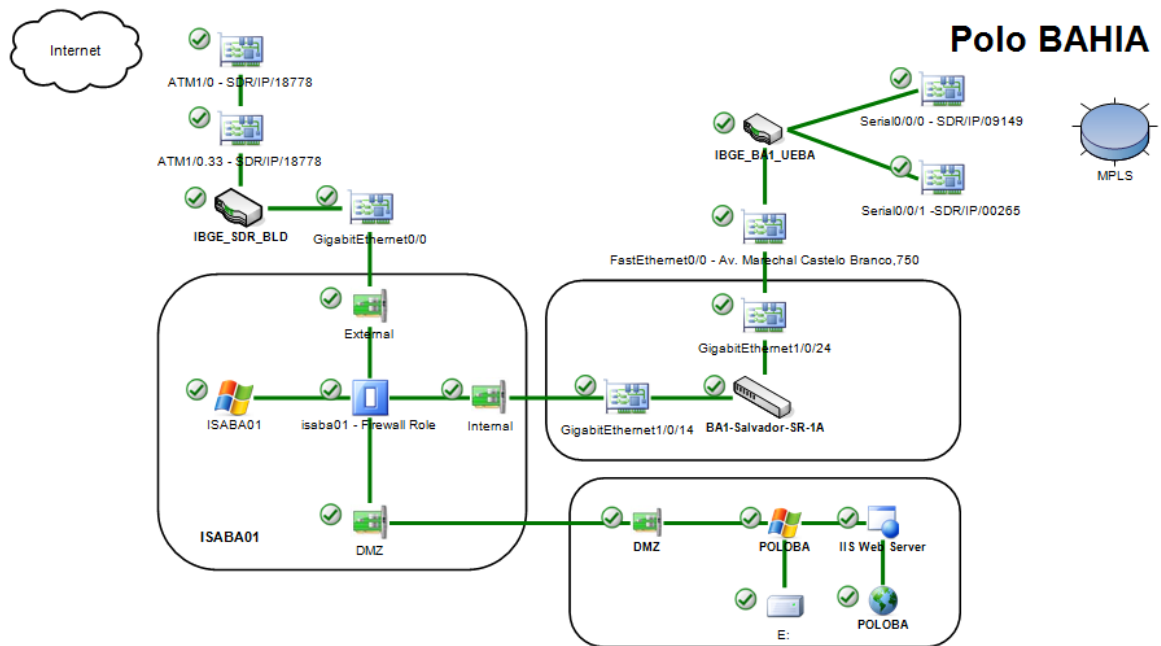 Internet
Polo BAHIA
ATM1/0 - SDR/IP/18778
Serial0/0/0 - SDR/IP/09149
ATM1/0.33 - SDR/IP/18778
IBGE_BA1_UEBA
MPLS
Serial0/0/1 -SDR/IP/00265
IBGE_SDR_BLD
GigabitEthernet0/0
FastEthernet0/0 - Av. Marechal Castelo Branco,750
External
GigabitEthernet1/0/24
ISABA01
isaba01 - Firewall Role
Internal
GigabitEthernet1/0/14
BA1-Salvador-SR-1A
ISABA01
DMZ
DMZ
POLOBA
IIS Web Server
E:
POLOBA